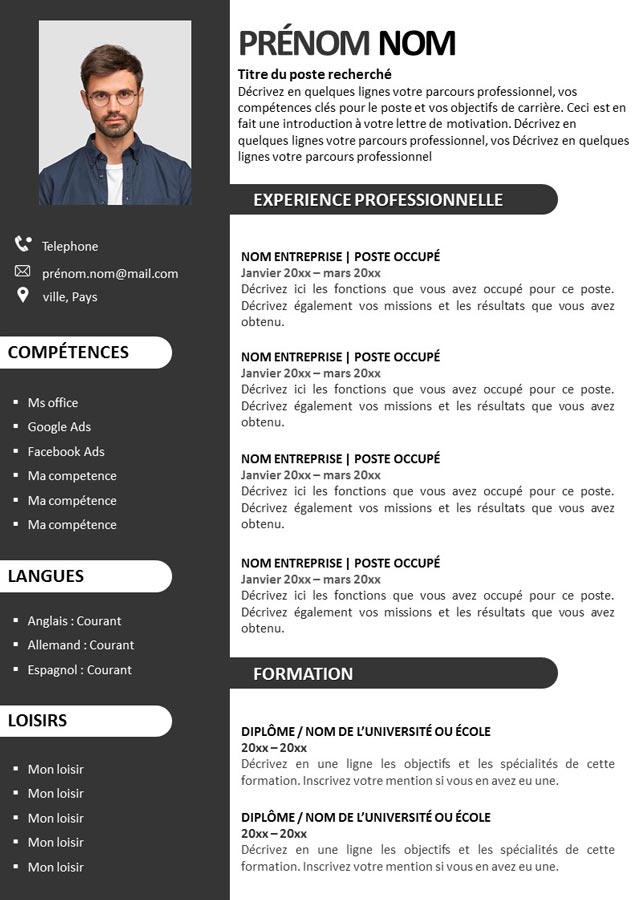 PRÉNOM NOM
Titre du poste recherché
Décrivez en quelques lignes votre parcours professionnel, vos
compétences clés pour le poste et vos objectifs de carrière. Ceci est en
fait une introduction à votre lettre de motivation. Décrivez en
quelques lignes votre parcours professionnel, vos Décrivez en quelques
lignes votre parcours professionnel
Telephone
prénom.nom@mail.com
ville, Pays
COMPÉTENCES
Ms office
Google Ads
Facebook Ads
Ma competence
Ma compétence
Ma compétence
LANGUES
Anglais : Courant
Allemand : Courant
Espagnol : Courant
LOISIRS
Mon loisir
Mon loisir
Mon loisir
Mon loisir
Mon loisir
EXPERIENCE PROFESSIONNELLE
NOM ENTREPRISE | POSTE OCCUPÉ
Janvier 20xx – mars 20xx
Décrivez ici les fonctions que vous avez occupé pour ce poste.
Décrivez également vos missions et les résultats que vous avez
obtenu.
NOM ENTREPRISE | POSTE OCCUPÉ
Janvier 20xx – mars 20xx
Décrivez ici les fonctions que vous avez occupé pour ce poste.
Décrivez également vos missions et les résultats que vous avez
obtenu.
NOM ENTREPRISE | POSTE OCCUPÉ
Janvier 20xx – mars 20xx
Décrivez ici les fonctions que vous avez occupé pour ce poste.
Décrivez également vos missions et les résultats que vous avez
obtenu.
NOM ENTREPRISE | POSTE OCCUPÉ
Janvier 20xx – mars 20xx
Décrivez ici les fonctions que vous avez occupé pour ce poste.
Décrivez également vos missions et les résultats que vous avez
obtenu.
FORMATION
DIPLÔME / NOM DE L’UNIVERSITÉ OU ÉCOLE
20xx – 20xx
Décrivez en une ligne les objectifs et les spécialités de cette
formation. Inscrivez votre mention si vous en avez eu une.
DIPLÔME / NOM DE L’UNIVERSITÉ OU ÉCOLE
20xx – 20xx
Décrivez en une ligne les objectifs et les spécialités de cette
formation. Inscrivez votre mention si vous en avez eu une.